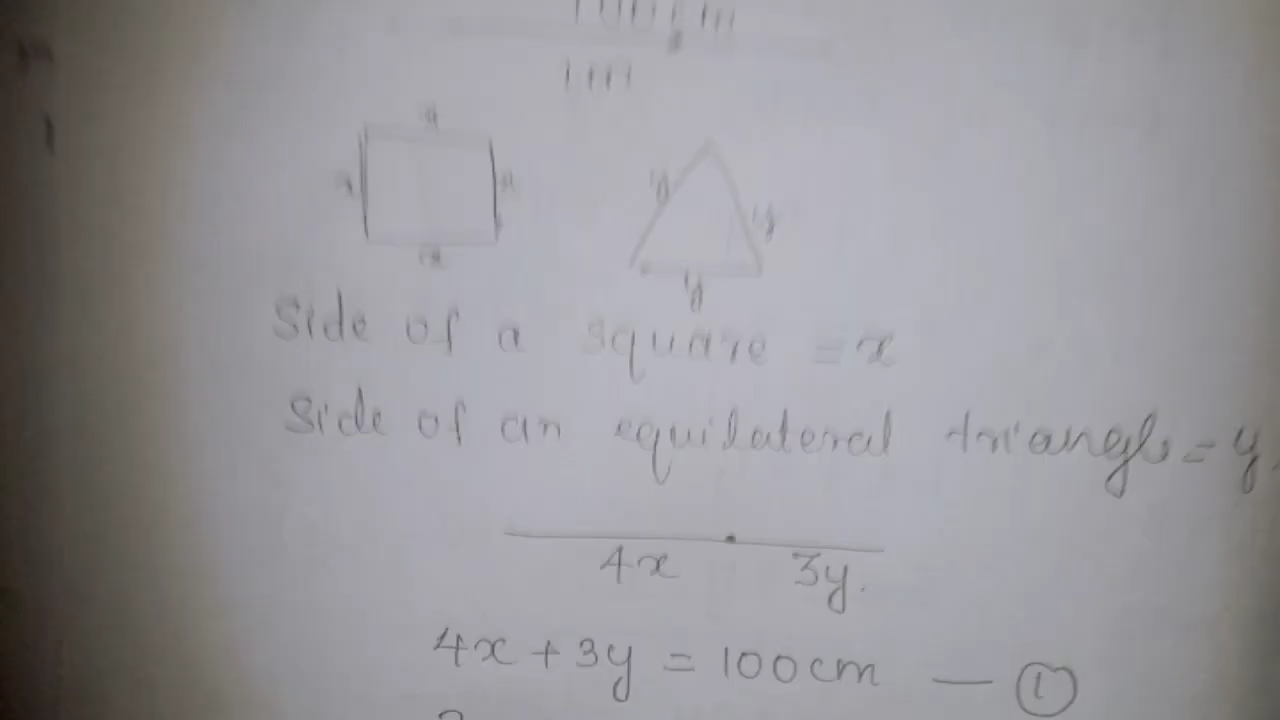 y
y
y
Side of a square = x
Side of an equilateral triangle = y.
4x 3y.
4x + 3y = 100cm — ①